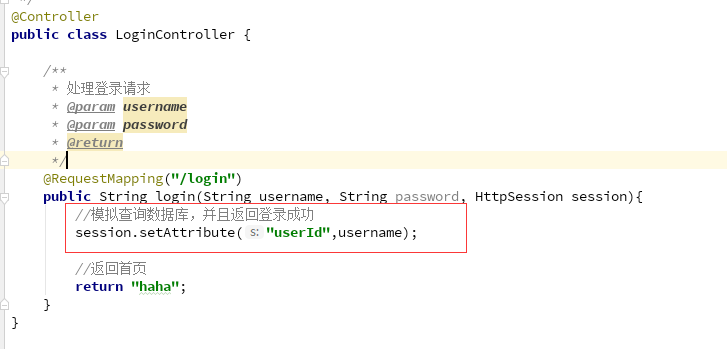 */
@Controller
public class LoginController {
/**
* 处理登录请求
* @param username
* @param password
* @return
*/
@RequestMapping("/login")
public String login(String username, String password, HttpSession session){
//模拟查询数据库，并且返回登录成功
session.setAttribute( s: "userId",username);
//返回首页
return "haha";
}
}